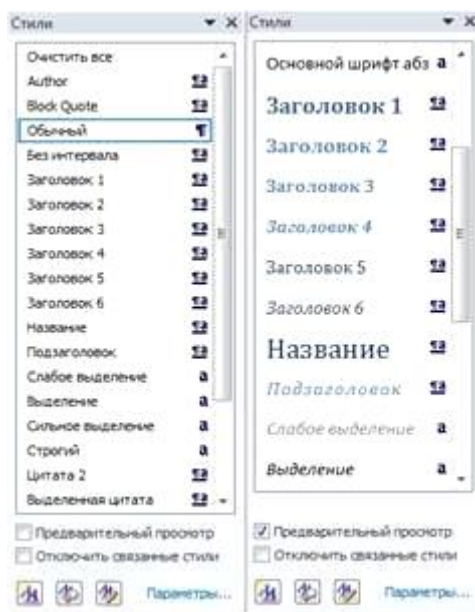 Стили
Очистить все
Author
Block Quote
Обычный
Без интервала
Заголовок 1
Заголовок 2
Заголовок 3
Заголовок 4
Заголовок 5
Заголовок 6
Название
Подзаголовок
Слабое выделение
Выделение
Сильное выделение
Строгий
Цитата 2
Выделенная цитата
Предварительный просмотр
Отключить связанные стили
Параметры...
Стили
Основной шрифт абз
Заголовок 1
Заголовок 2
Заголовок 3
Заголовок 4
Заголовок 5
Заголовок 6
Название
Подзаголовок
Слабое выделение
Выделение
Предварительный просмотр
Отключить связанные стили
Параметры...